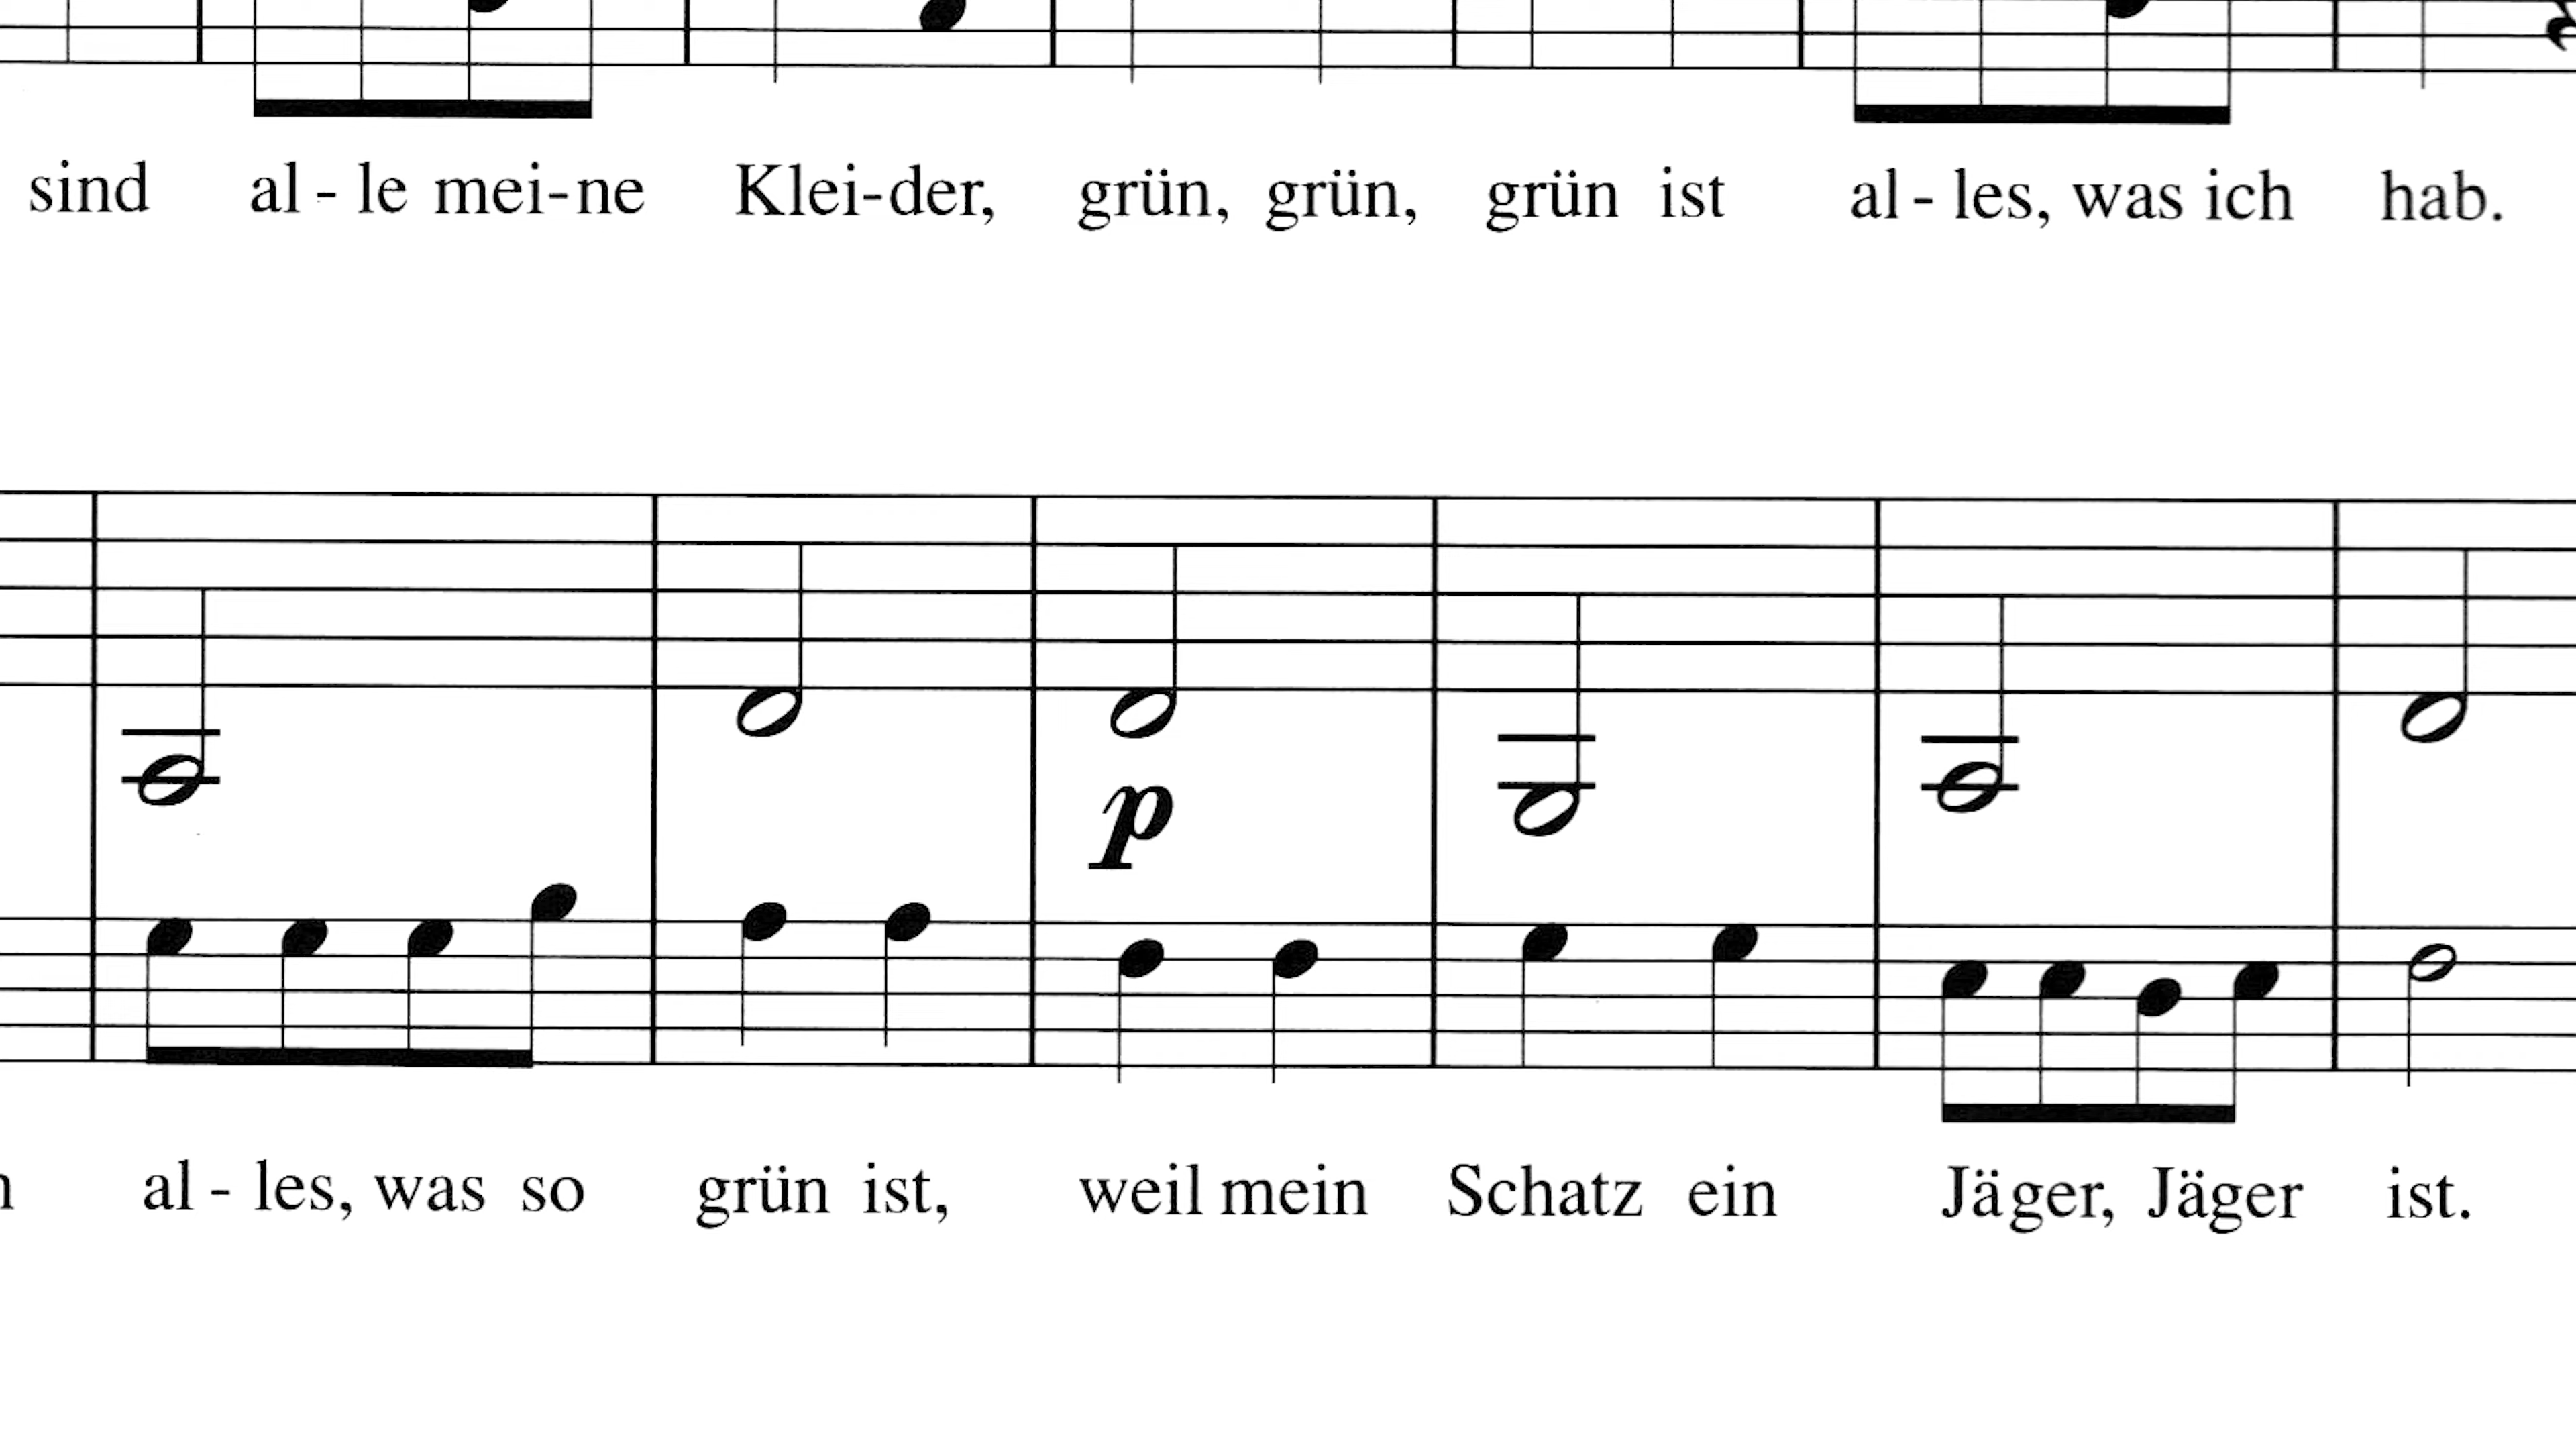 sind al - le mei-ne Klei-der, grün, grün, grün ist al - les, was ich hab.
p
al - les, was so grün ist, weil mein Schatz ein Jäger, Jäger ist.